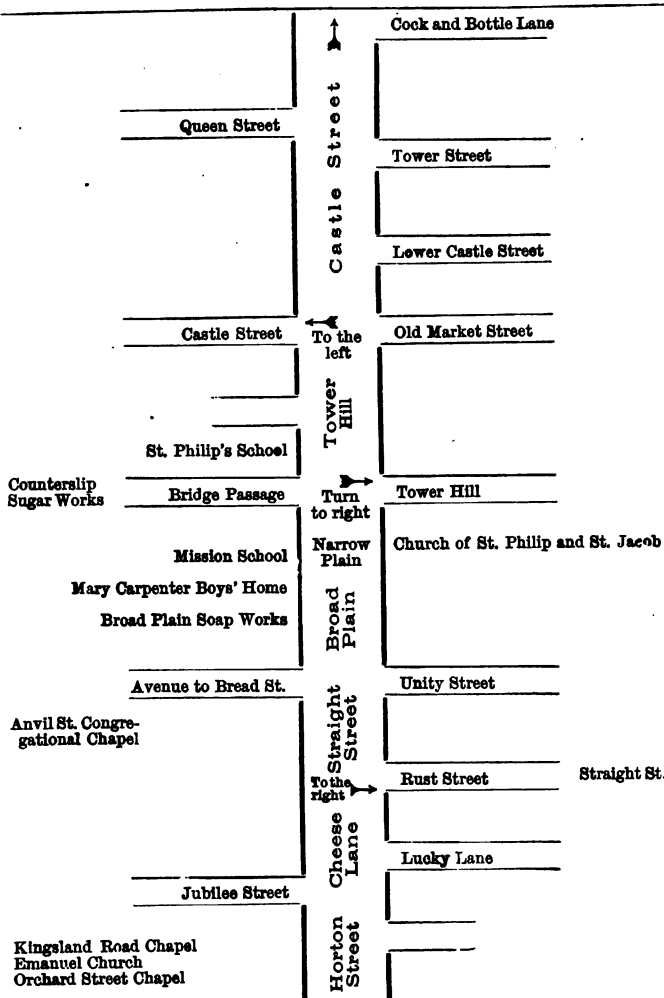 Cock and Bottle Lane
Queen Street
Castle Street
Tower Street
Lower Castle Street
Castle Street
To the
left
Old Market Street
Tower
Hill
St. Philip's School
Counterslip
Sugar Works
Bridge Passage
Turn
to right
Tower Hill
Narrow
Plain
Church of St. Philip and St. Jacob
Mission School
Mary Carpenter Boys' Home
Broad Plain Soap Works
Broad
Plain
Avenue to Bread St.
Unity Street
Anvil St. Congre-
gational Chapel
Straight
Street
To the
right
Rust Street
Straight St.
Cheese
Lane
Lucky Lane
Jubilee Street
Horton
Street
Kingsland Road Chapel
Emanuel Church
Orchard Street Chapel